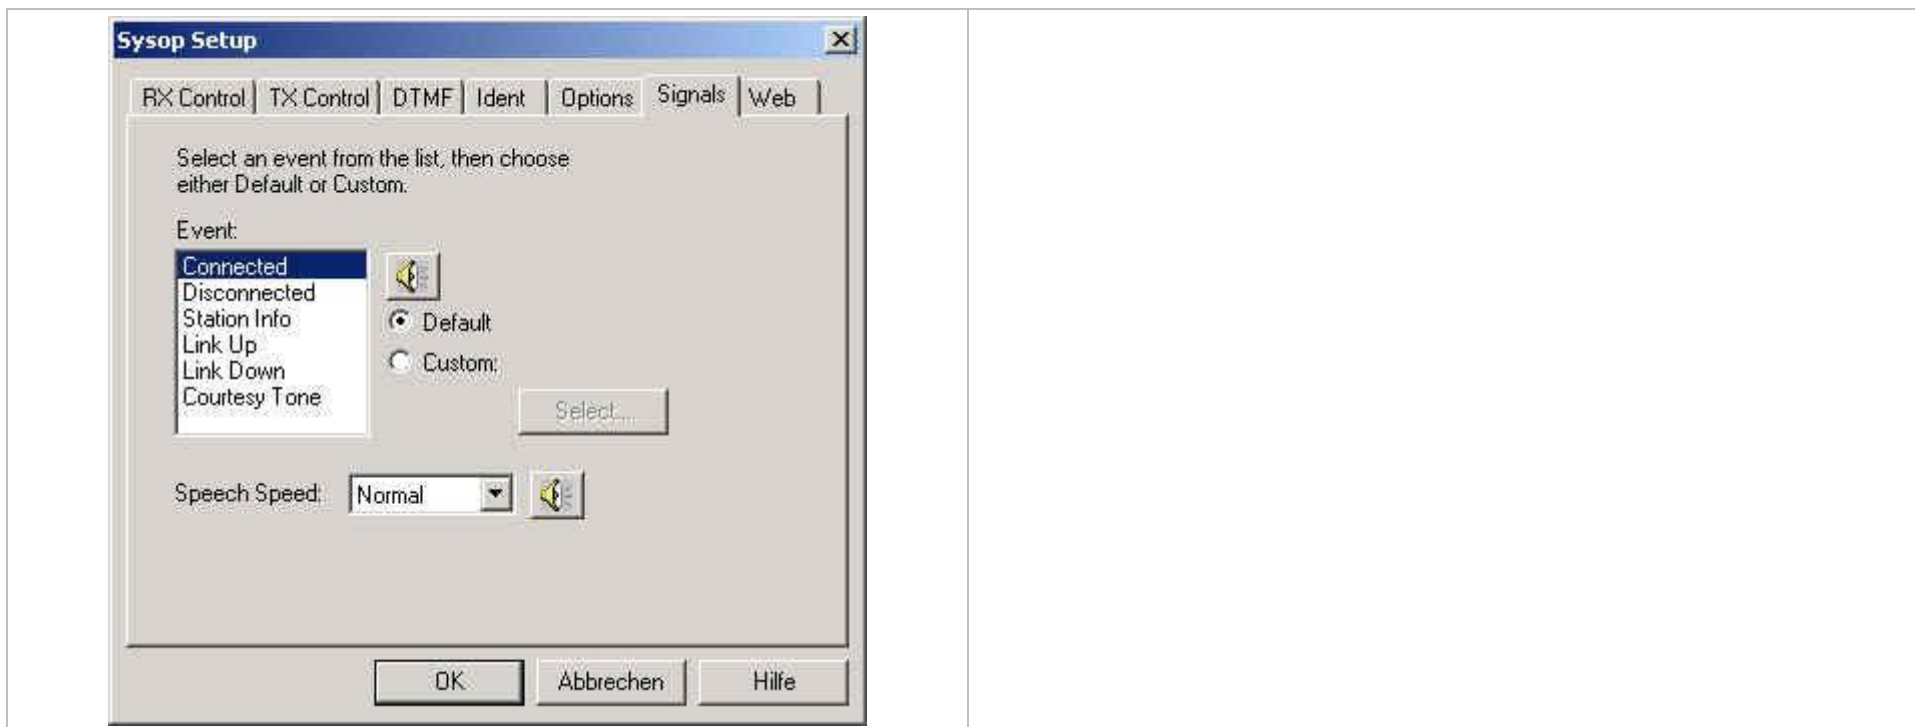 Sysop Setup
RX Control TX Control DTMF Ident Options Signals Web
Select an event from the list, then choose
either Default or Custom.
Event:
Connected
Disconnected
Station Info
Link Up
Link Down
Courtesy Tone
Default
Custom:
Select...
Speech Speed: Normal
OK Abbrechen Hilfe